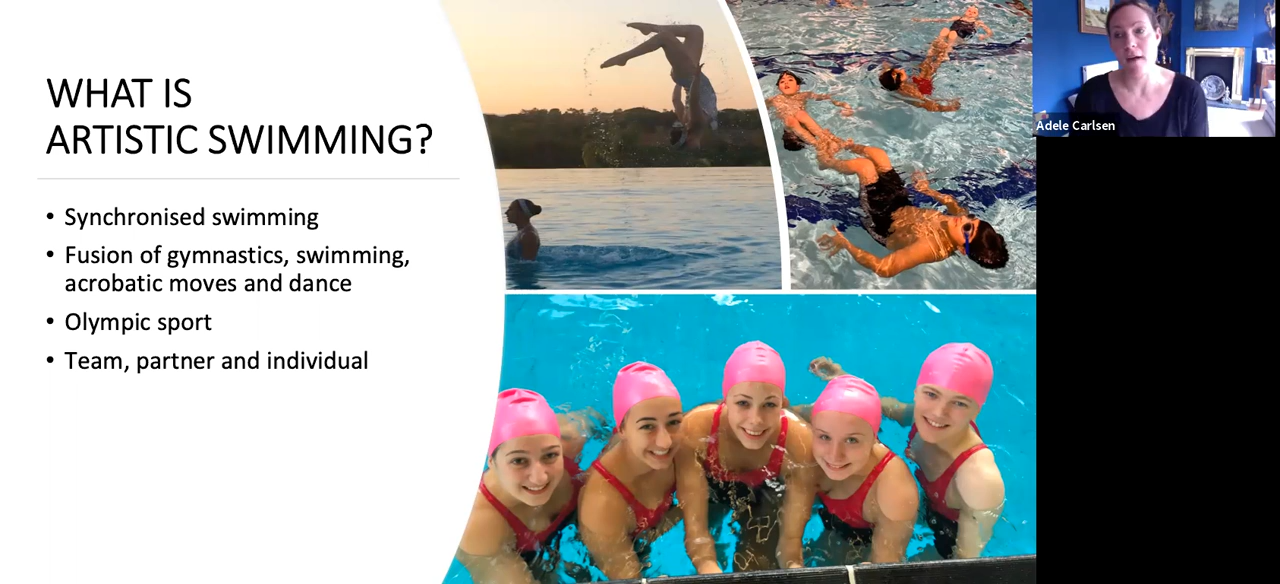 WHAT IS
ARTISTIC SWIMMING?
• Synchronised swimming
• Fusion of gymnastics, swimming,
acrobatic moves and dance
• Olympic sport
• Team, partner and individual
Adele Carlsen